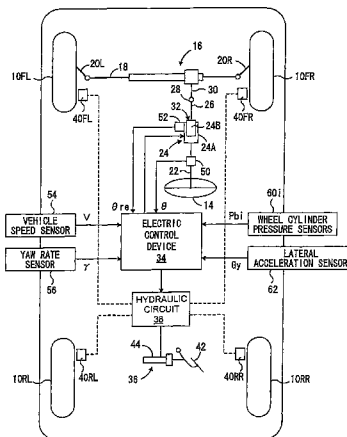 20L
18
16
20R
10FL
10FR
30
28
26
40FL
32
40FR
52
24B
24A
24
50
22
14
θre
θ
54
VEHICLE
SPEED SENSOR
V
Pbi
60i
WHEEL CYLINDER
PRESSURE SENSORS
ELECTRIC
CONTROL
DEVICE
34
YAW RATE
SENSOR
56
γ
Gy
LATERAL
ACCELERATION SENSOR
62
HYDRAULIC
CIRCUIT
38
44
42
36
10RL
40RL
40RR
10RR